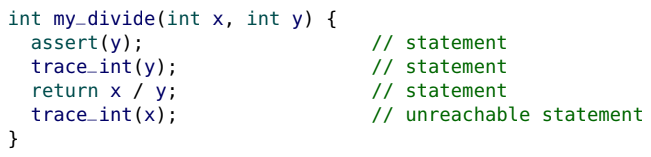 int my_divide(int x, int y) {
  assert(y);                    // statement
  trace_int(y);                 // statement
  return x / y;                 // statement
  trace_int(x);                 // unreachable statement
}